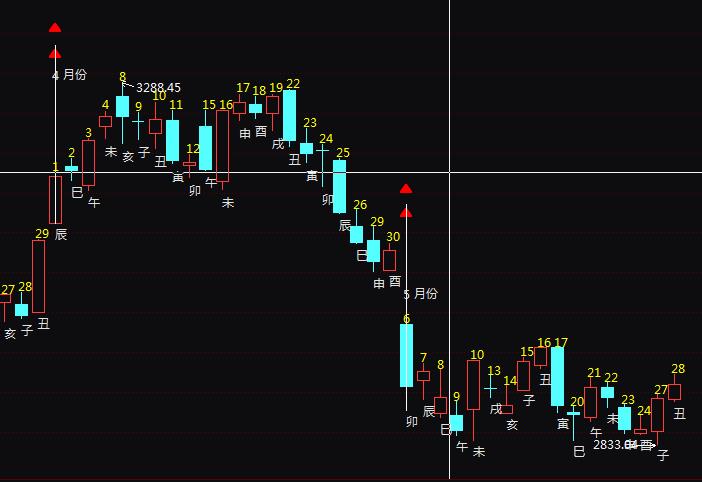 4 月份
8
3288.45
4
9
10
11
3
2
1
12
15
16
17
18
19
22
23
24
25
未
亥
子
丑
寅
卯
午
未
申
酉
戌
丑
寅
卯
辰
巳
午
辰
26
29
30
巳
申
酉
27
28
29
亥
子
丑
5 月份
6
7
8
9
10
13
14
15
16
17
20
21
22
23
24
27
28
卯
辰
巳
午
未
戌
亥
子
丑
寅
巳
午
未
酉
子
丑